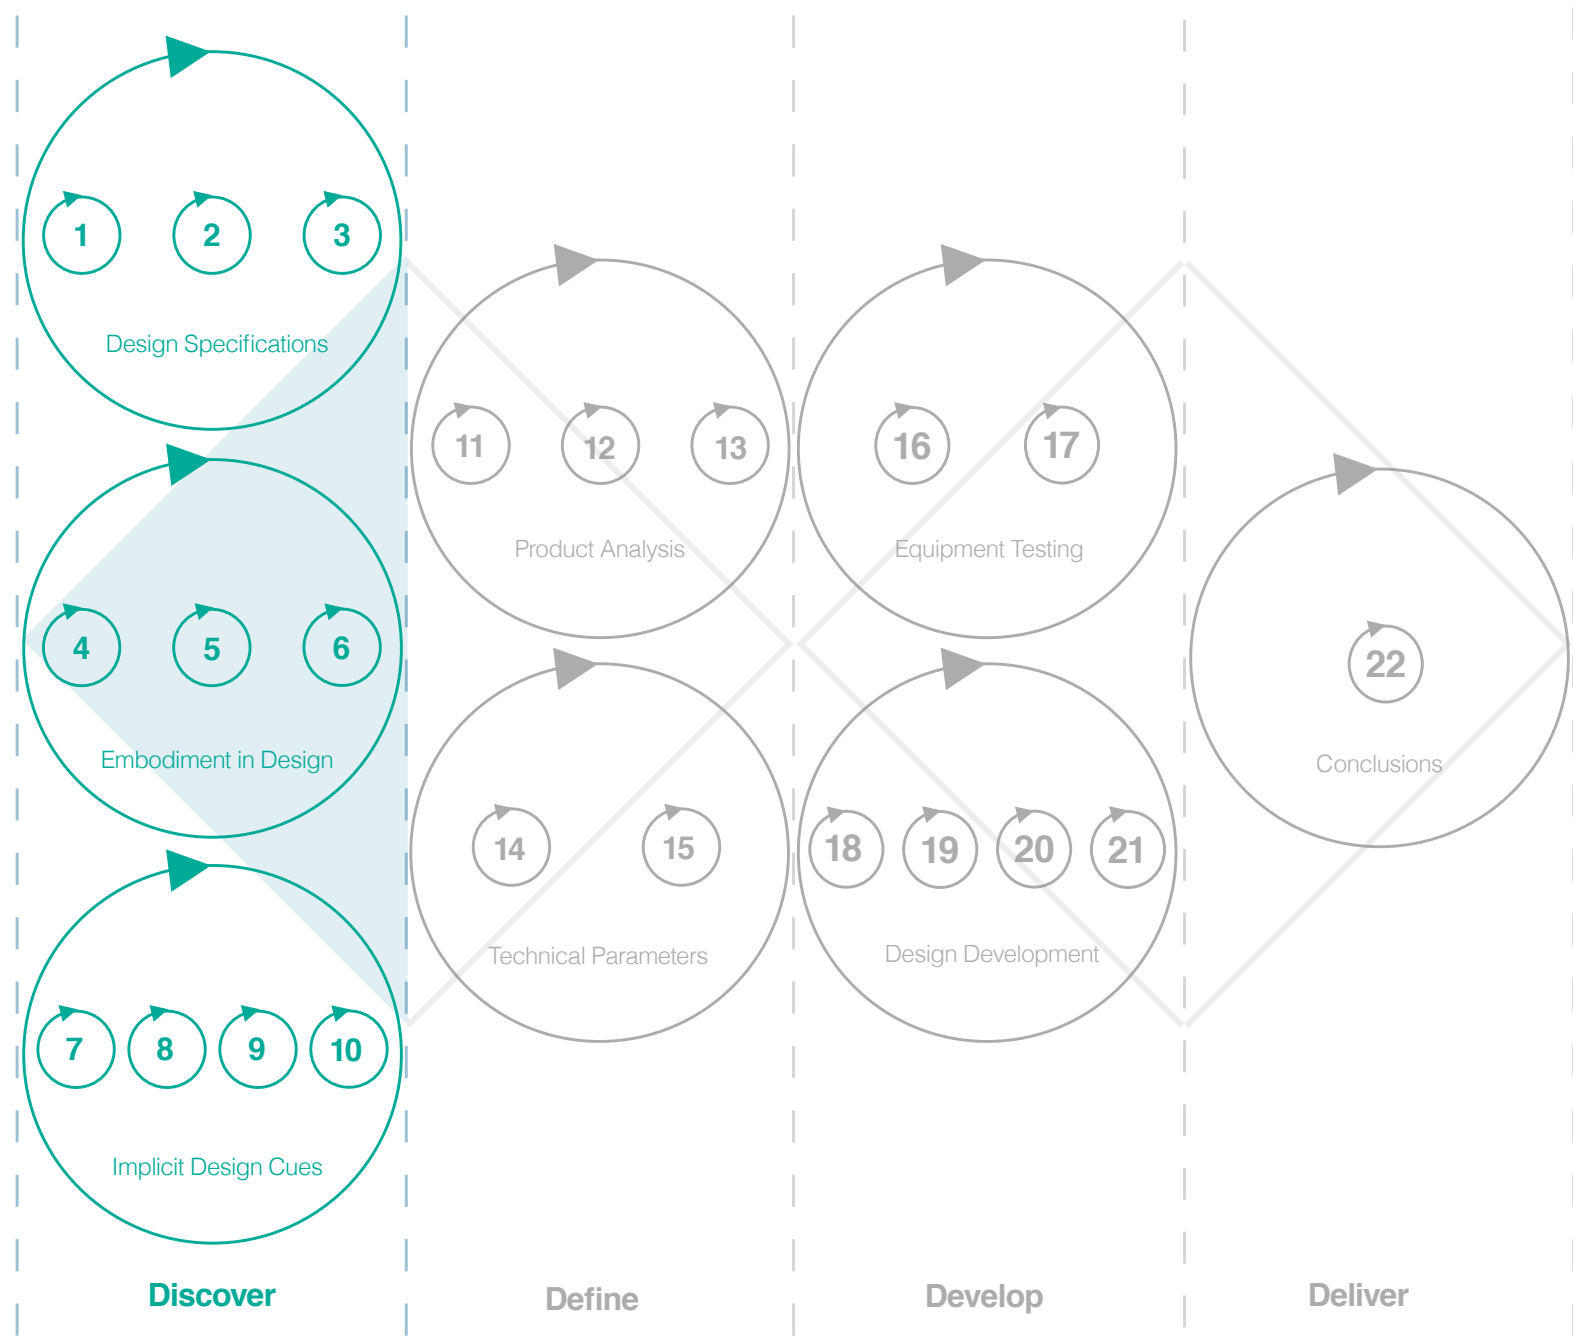 1 2 3
Design Specifications
4 5 6
Embodiment in Design
7 8 9 10
Implicit Design Cues
Discover
11 12 13
Product Analysis
14 15
Technical Parameters
Define
16 17
Equipment Testing
18 19 20 21
Design Development
Develop
22
Conclusions
Deliver